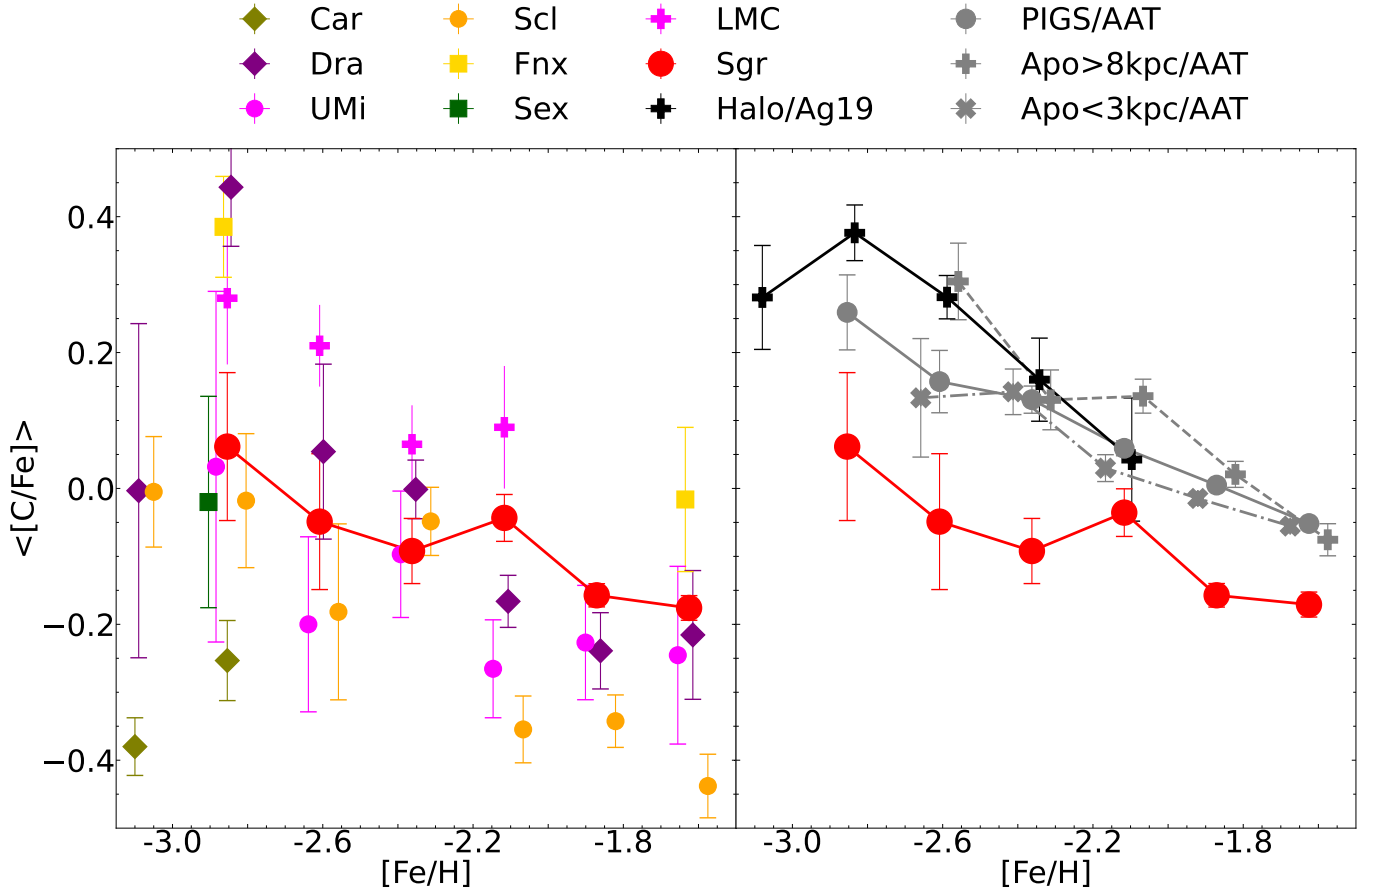 Car Scl LMC PIGS/AAT
Dra Fnx Sgr Apo>8kpc/AAT
UMi Sex Halo/Ag19 Apo<3kpc/AAT
0.4
0.2
0.0
−0.2
−0.4
<[C/Fe]>
-3.0 -2.6 -2.2 -1.8 -3.0 -2.6 -2.2 -1.8
[Fe/H] [Fe/H]